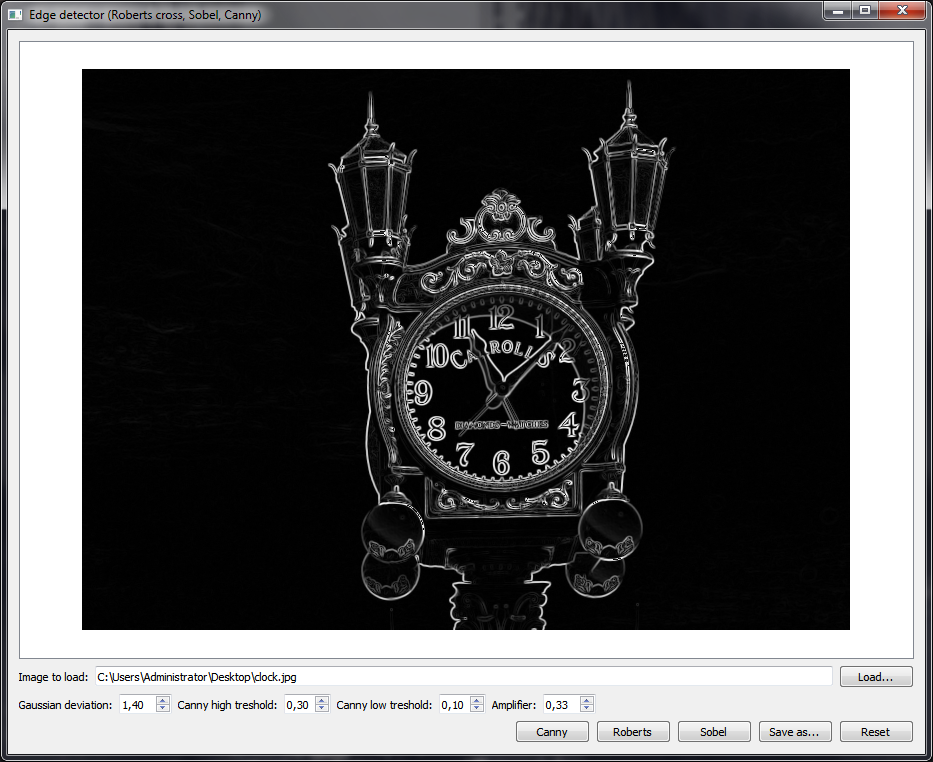 Edge detector (Roberts cross, Sobel, Canny)
12
11 1
10 CARROLL'S 2
9 3
DIAMONDS–WATCHES
8 4
7 5
6
Image to load: C:\Users\Administrator\Desktop\clock.jpg Load...
Gaussian deviation: 1,40 Canny high treshold: 0,30 Canny low treshold: 0,10 Amplifier: 0,33
Canny Roberts Sobel Save as... Reset